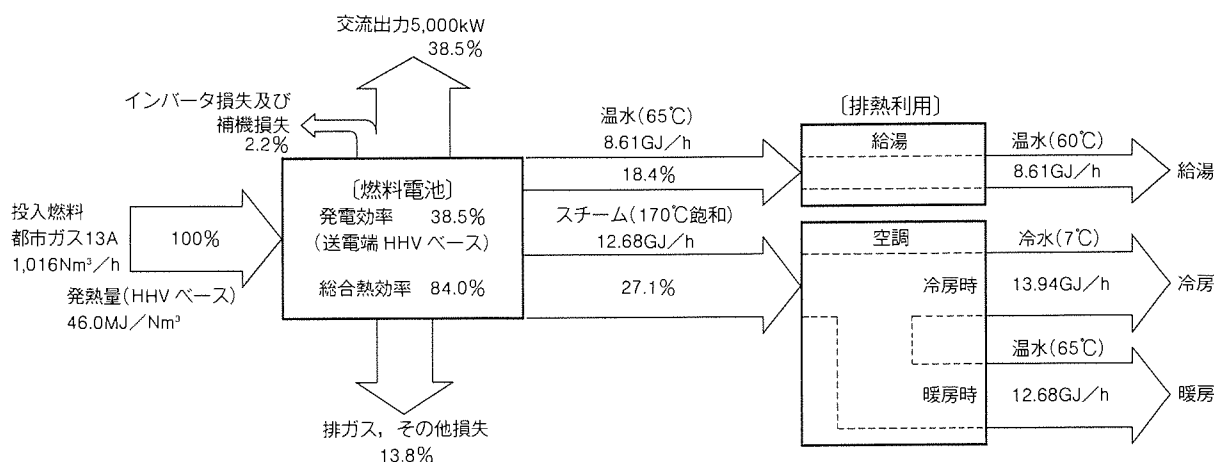 交流出力5,000kW
38.5%
インバータ損失及び
補機損失
2.2%
投入燃料
都市ガス13A
1,016Nm³/h
100%
発熱量(HHVベース)
46.0MJ/Nm³
〔燃料電池〕
発電効率 38.5%
(送電端HHVベース)
総合熱効率 84.0%
排ガス,その他損失
13.8%
温水(65℃)
8.61GJ/h
18.4%
スチーム(170℃飽和)
12.68GJ/h
27.1%
〔排熱利用〕
給湯
温水(60℃)
8.61GJ/h
給湯
空調
冷房時
冷水(7℃)
13.94GJ/h
冷房
暖房時
温水(65℃)
12.68GJ/h
暖房